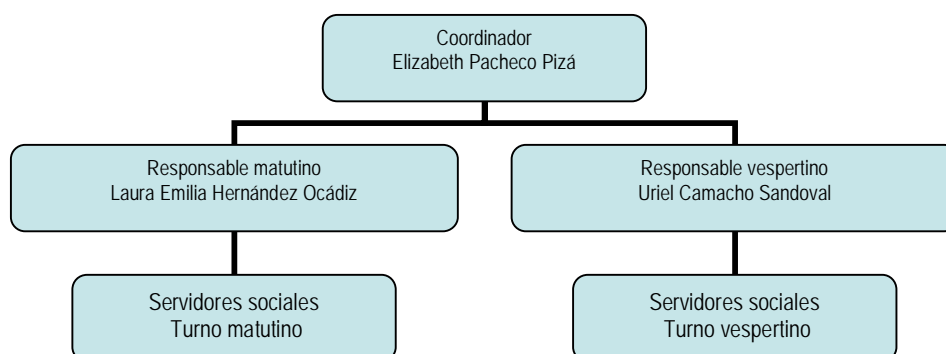 Coordinador
Elizabeth Pacheco Pizá
Responsable matutino
Laura Emilia Hernández Ocádiz
Responsable vespertino
Uriel Camacho Sandoval
Servidores sociales
Turno matutino
Servidores sociales
Turno vespertino